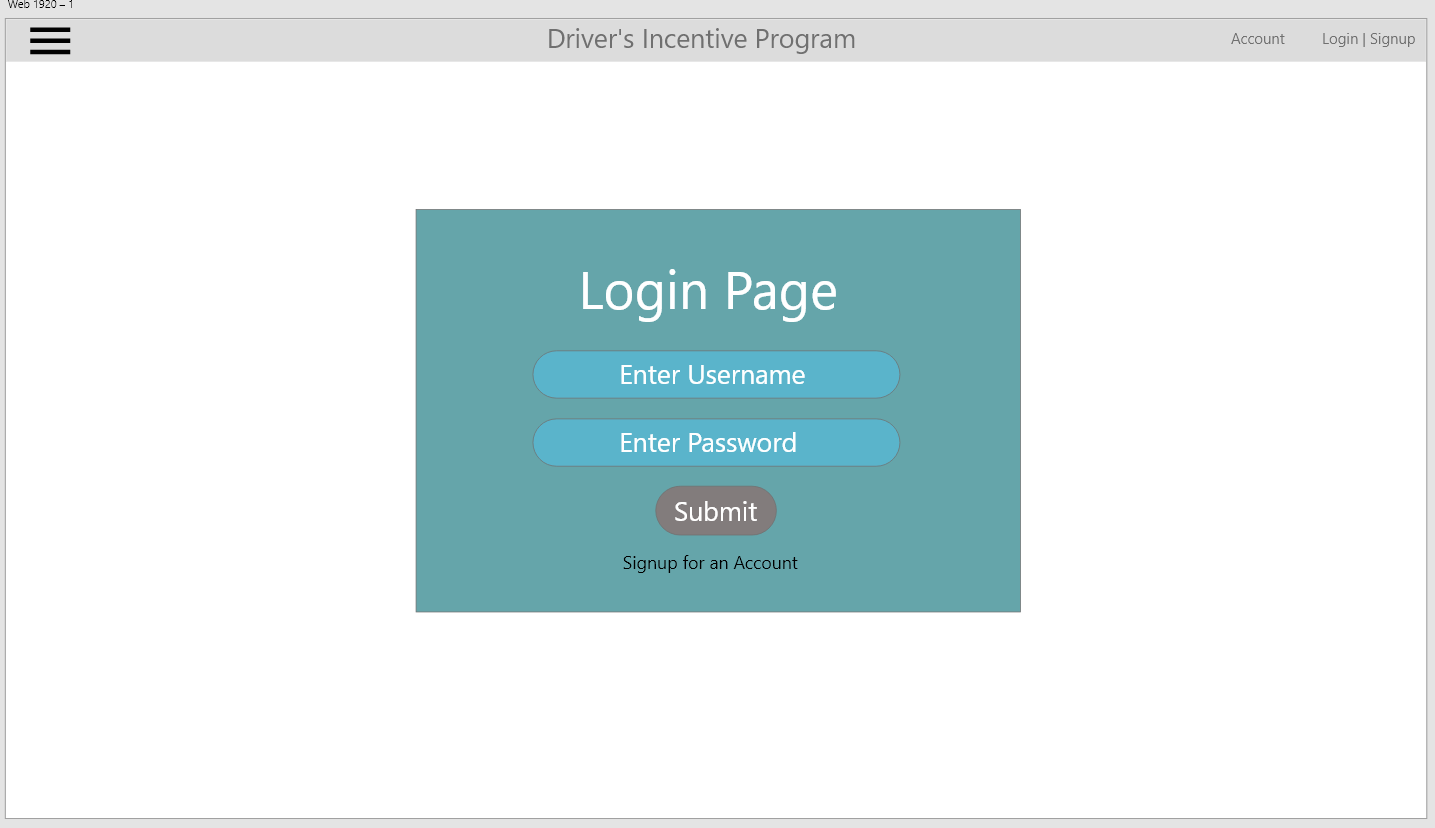 Web 1920 – 1
Driver's Incentive Program
Account
Login | Signup
Login Page
Enter Username
Enter Password
Submit
Signup for an Account